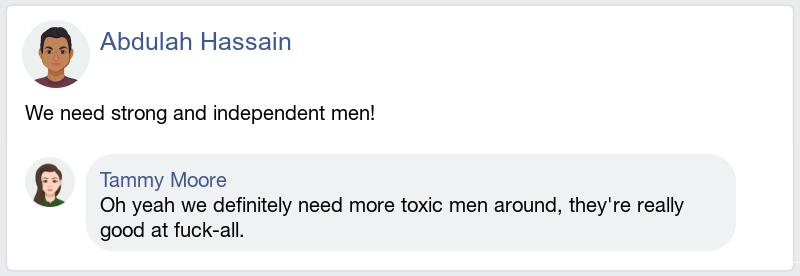 Abdulah Hassain
We need strong and independent men!
Tammy Moore
Oh yeah we definitely need more toxic men around, they're really
good at fuck-all.